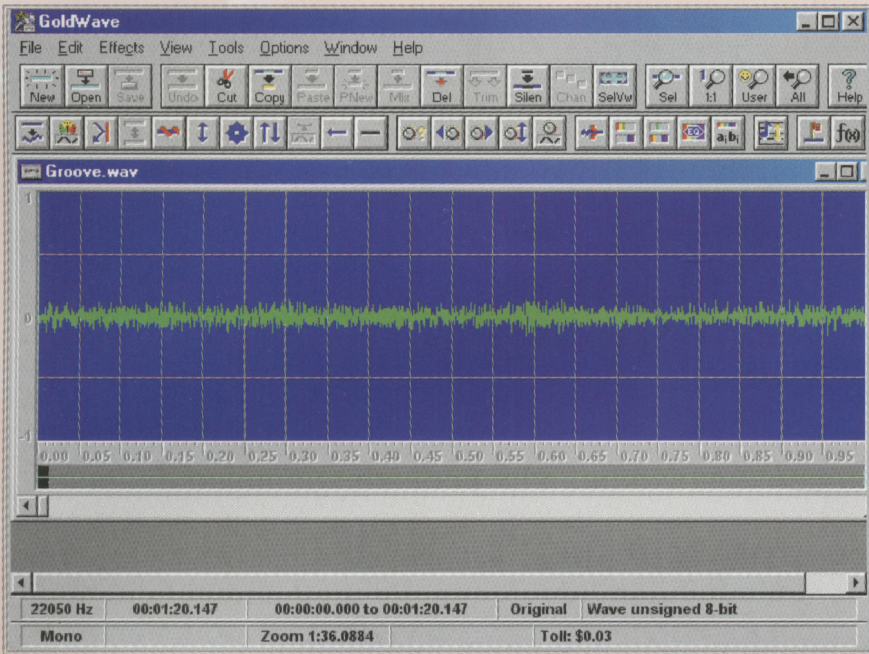 GoldWave
File Edit Effects View Tools Options Window Help
New Open Save Undo Cut Copy Paste PNew Mix Del Trim Silen Chan SelVw Sel 1:1 User All Help
EQ a,b, f(x)
Groove.wav
1
0
-1
0.00 0.05 0.10 0.15 0.20 0.25 0.30 0.35 0.40 0.45 0.50 0.55 0.60 0.65 0.70 0.75 0.80 0.85 0.90 0.95
22050 Hz 00:01:20.147 00:00:00.000 to 00:01:20.147 Original Wave unsigned 8-bit
Mono Zoom 1:36.0884 Toll: $0.03